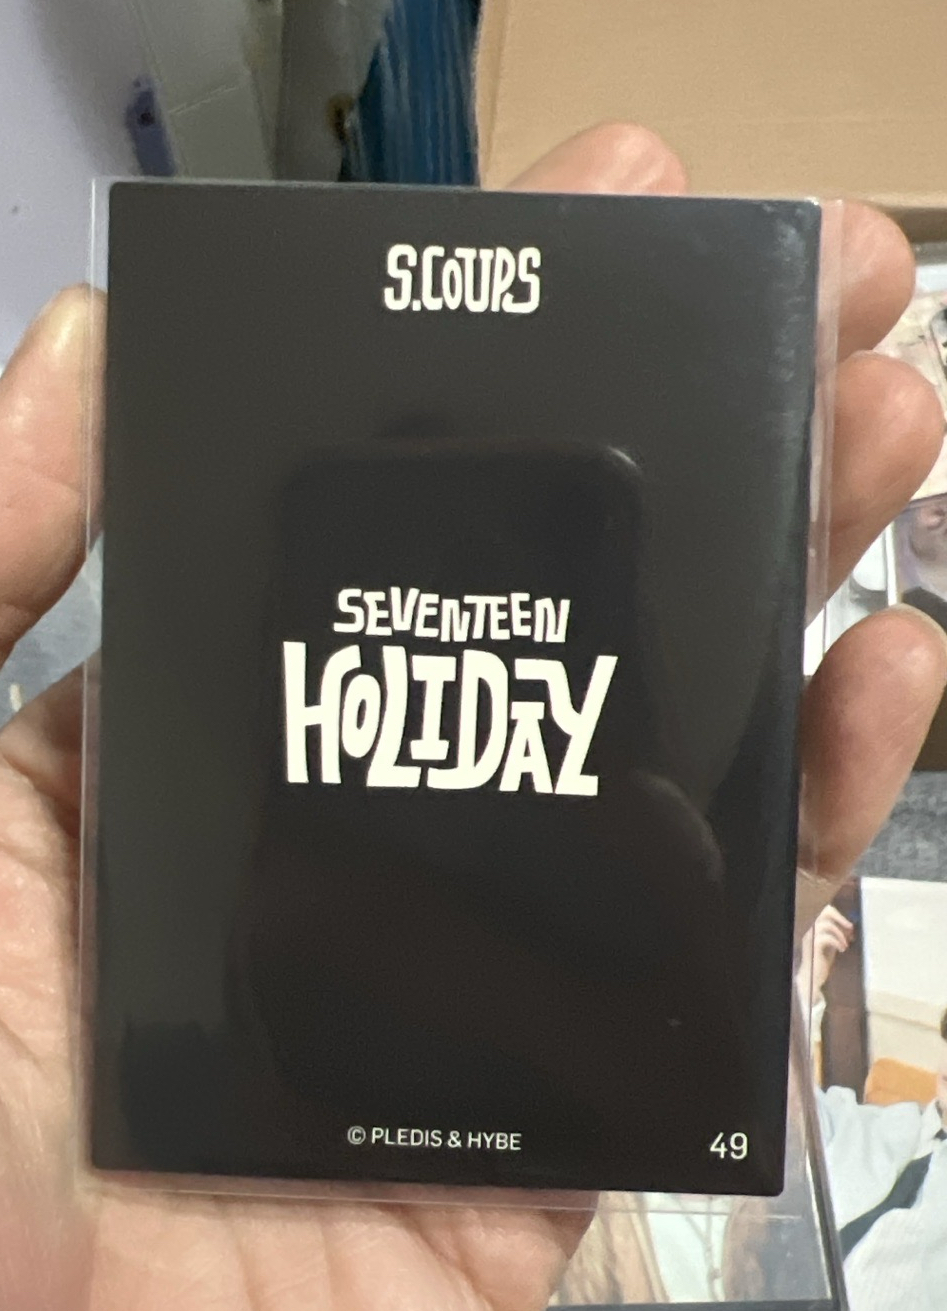 S.COUPS
SEVENTEEN
HOLIDAY
© PLEDIS & HYBE
49